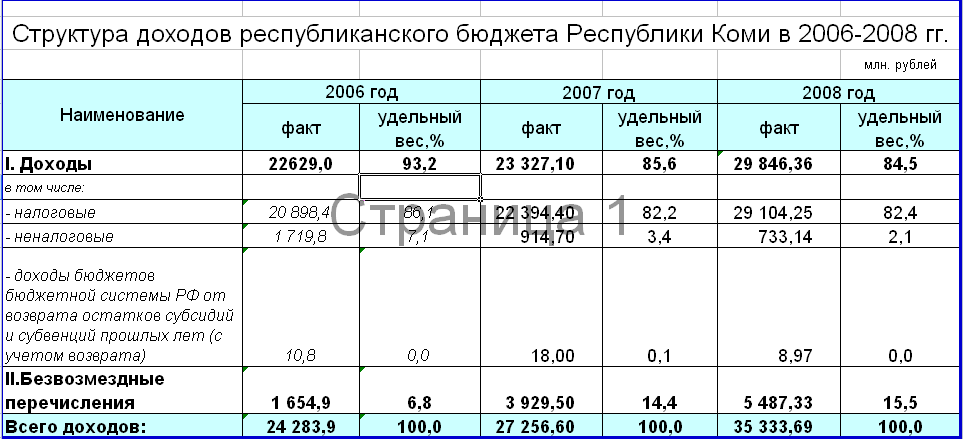 Структура доходов республиканского бюджета Республики Коми в 2006-2008 гг.
млн. рублей
Наименование 2006 год 2007 год 2008 год
факт удельный вес,% факт удельный вес,% факт удельный вес,%
I. Доходы 22629,0 93,2 23 327,10 85,6 29 846,36 84,5
в том числе:
- налоговые 20 898,4 86,1 22 394,40 82,2 29 104,25 82,4
Страница 1
- неналоговые 1 719,8 7,1 914,70 3,4 733,14 2,1
- доходы бюджетов
бюджетной системы РФ от
возврата остатков субсидий
и субвенций прошлых лет (с
учетом возврата) 10,8 0,0 18,00 0,1 8,97 0,0
II.Безвозмездные
перечисления 1 654,9 6,8 3 929,50 14,4 5 487,33 15,5
Всего доходов: 24 283,9 100,0 27 256,60 100,0 35 333,69 100,0